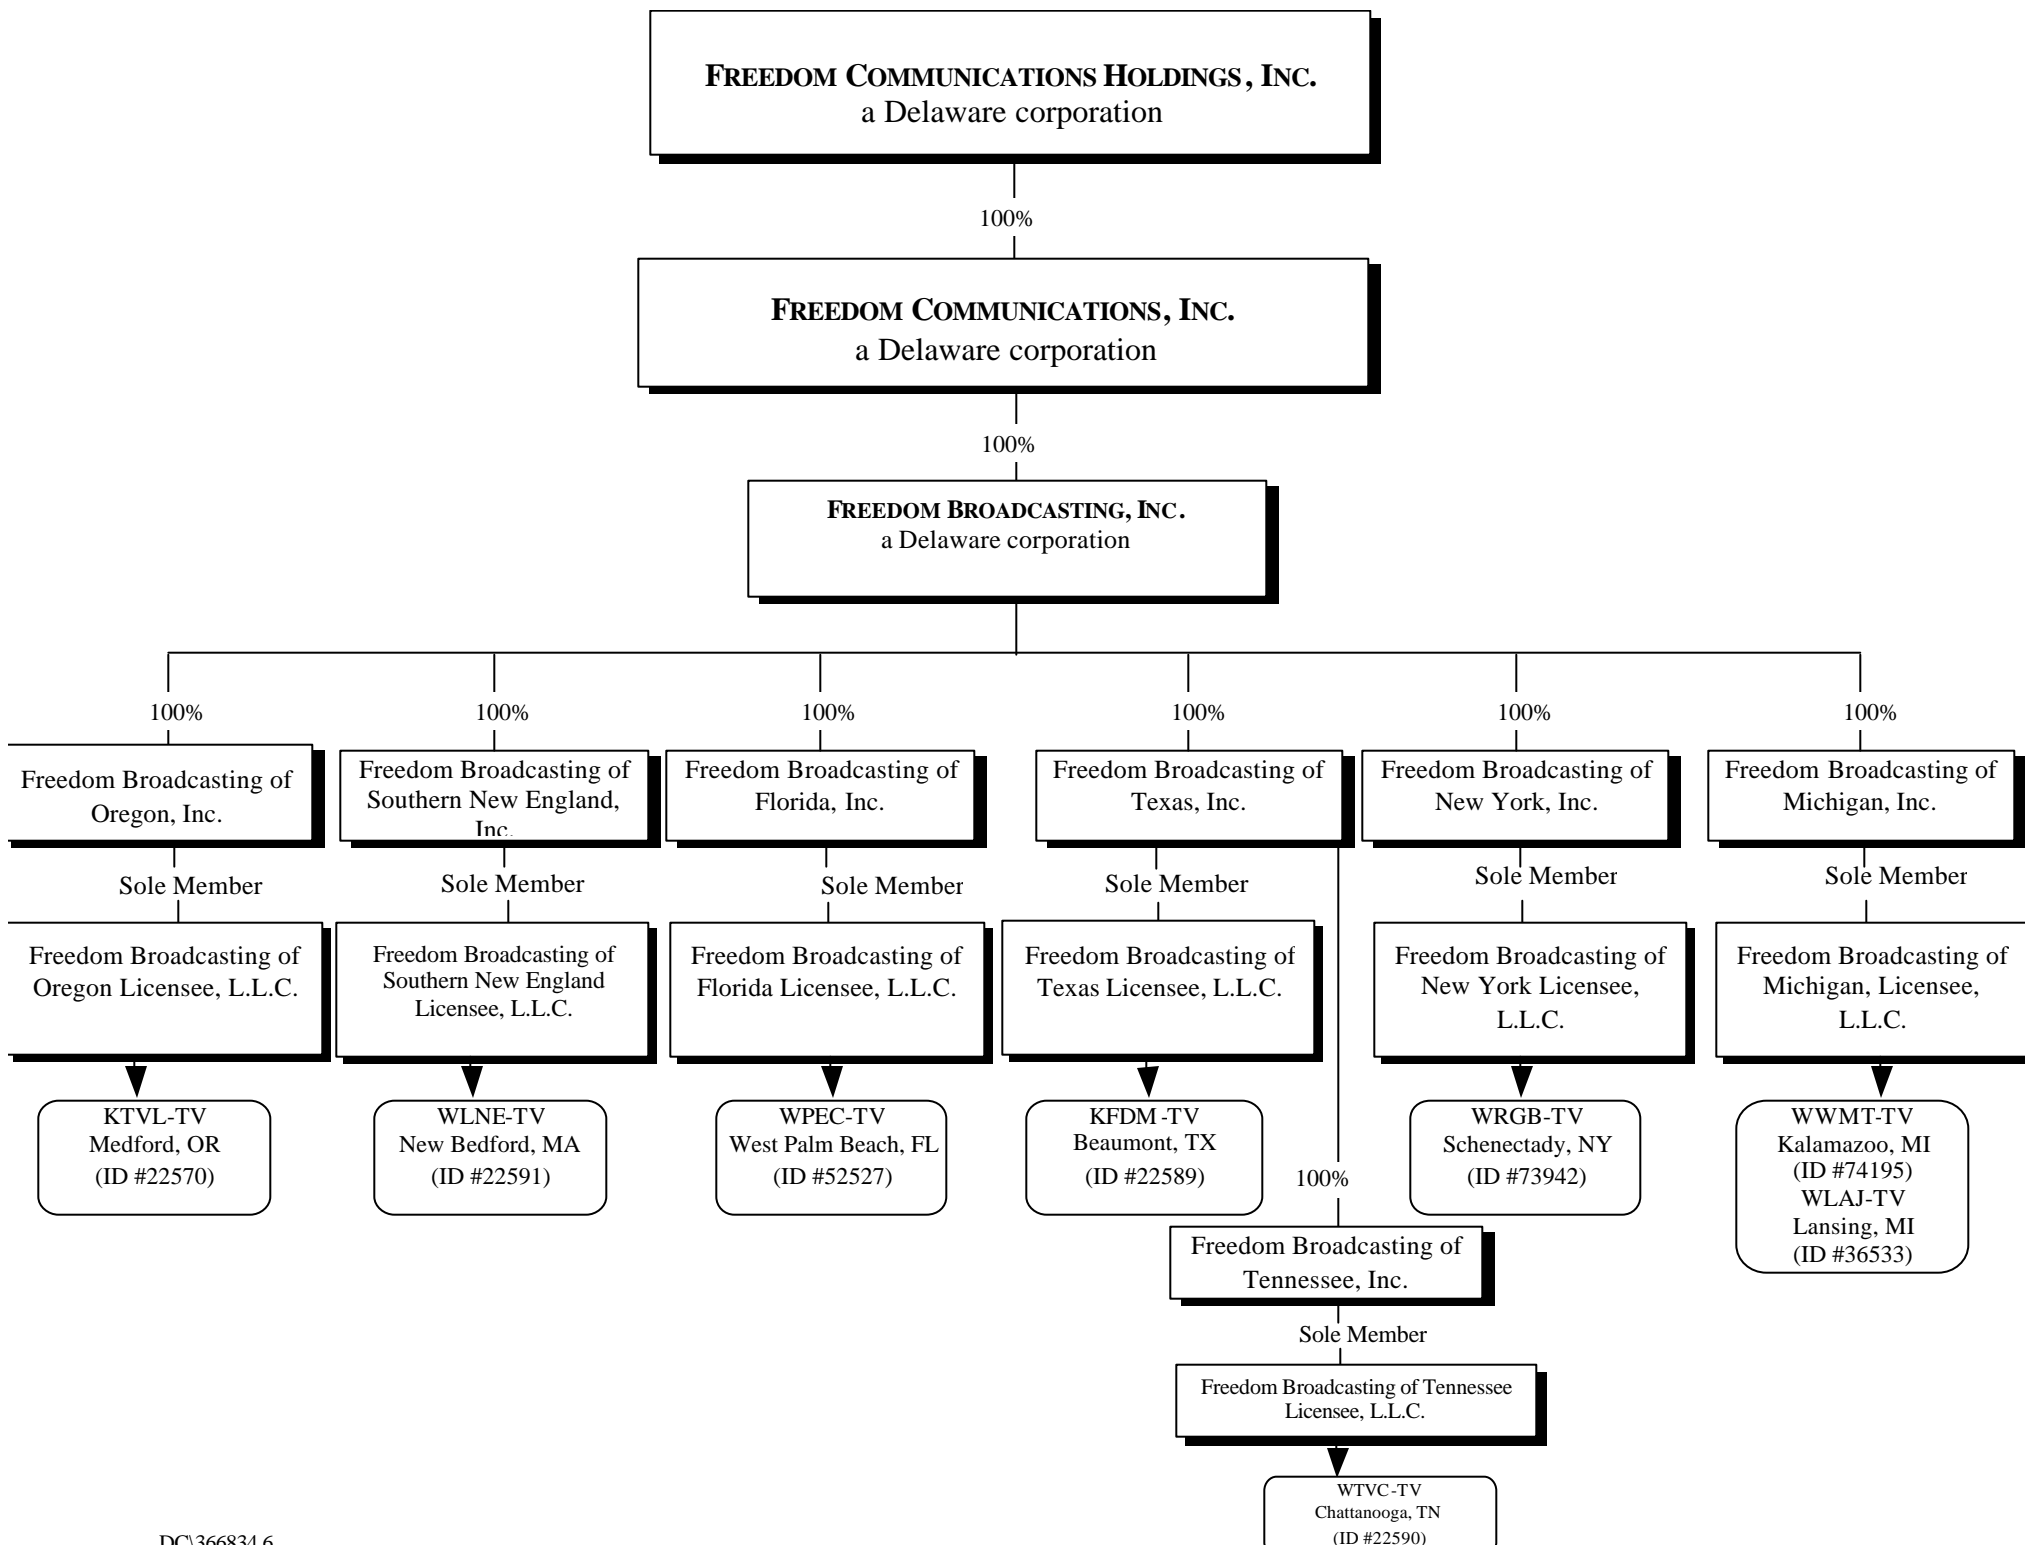 FREEDOM COMMUNICATIONS HOLDINGS, INC.
a Delaware corporation
100%
FREEDOM COMMUNICATIONS, INC.
a Delaware corporation
100%
FREEDOM BROADCASTING, INC.
a Delaware corporation
100%
100%
100%
100%
100%
100%
Freedom Broadcasting of
Oregon, Inc.
Freedom Broadcasting of
Southern New England,
Inc.
Freedom Broadcasting of
Florida, Inc.
Freedom Broadcasting of
Texas, Inc.
Freedom Broadcasting of
New York, Inc.
Freedom Broadcasting of
Michigan, Inc.
Sole Member
Sole Member
Sole Member
Sole Member
Sole Member
Sole Member
Freedom Broadcasting of
Oregon Licensee, L.L.C.
Freedom Broadcasting of
Southern New England
Licensee, L.L.C.
Freedom Broadcasting of
Florida Licensee, L.L.C.
Freedom Broadcasting of
Texas Licensee, L.L.C.
Freedom Broadcasting of
New York Licensee,
L.L.C.
Freedom Broadcasting of
Michigan, Licensee,
L.L.C.
KTVL-TV
Medford, OR
(ID #22570)
WLNE-TV
New Bedford, MA
(ID #22591)
WPEC-TV
West Palm Beach, FL
(ID #52527)
KFDM-TV
Beaumont, TX
(ID #22589)
100%
WRGB-TV
Schenectady, NY
(ID #73942)
WWMT-TV
Kalamazoo, MI
(ID #74195)
WLAJ-TV
Lansing, MI
(ID #36533)
Freedom Broadcasting of
Tennessee, Inc.
Sole Member
Freedom Broadcasting of Tennessee
Licensee, L.L.C.
WTVC-TV
Chattanooga, TN
(ID #22590)
DC\366834.6